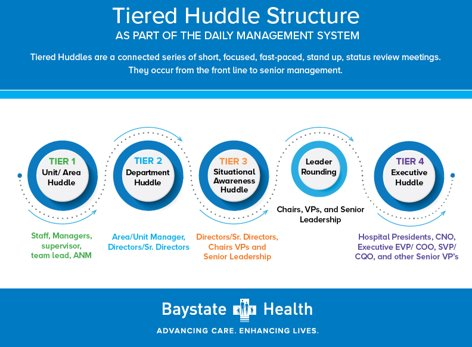 Tiered Huddle Structure
AS PART OF THE DAILY MANAGEMENT SYSTEM
Tiered Huddles are a connected series of short, focused, fast-paced, stand up, status review meetings.
They occur from the front line to senior management.
TIER 1
Unit/ Area
Huddle
Staff, Managers,
supervisor,
team lead, ANM
TIER 2
Department
Huddle
Area/Unit Manager,
Directors/Sr. Directors
TIER 3
Situational
Awareness
Huddle
Directors/Sr. Directors,
Chairs VPs and
Senior Leadership
Leader
Rounding
Chairs, VPs, and Senior
Leadership
TIER 4
Executive
Huddle
Hospital Presidents, CNO,
Executive EVP/ COO, SVP/
CQO, and other Senior VP's
Baystate Health
ADVANCING CARE. ENHANCING LIVES.